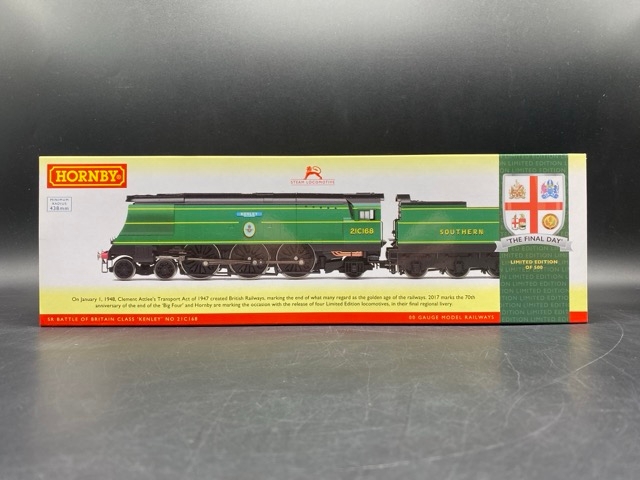 HORNBY
STEAM LOCOMOTIVE
MINIMUM
RADIUS
438mm
KENLEY
21C168
SOUTHERN
THE FINAL DAY
LIMITED EDITION
OF 500
On January 1, 1948, Clement Attlee's Transport Act of 1947 created British Railways, marking the end of what many regard as the golden age of the railways. 2017 marks the 70th
anniversary of the end of the 'Big Four' and Hornby are marking the occasion with the release of four Limited Edition locomotives, in their final regional livery.
SR BATTLE OF BRITAIN CLASS 'KENLEY' NO 21C168
00 GAUGE MODEL RAILWAYS